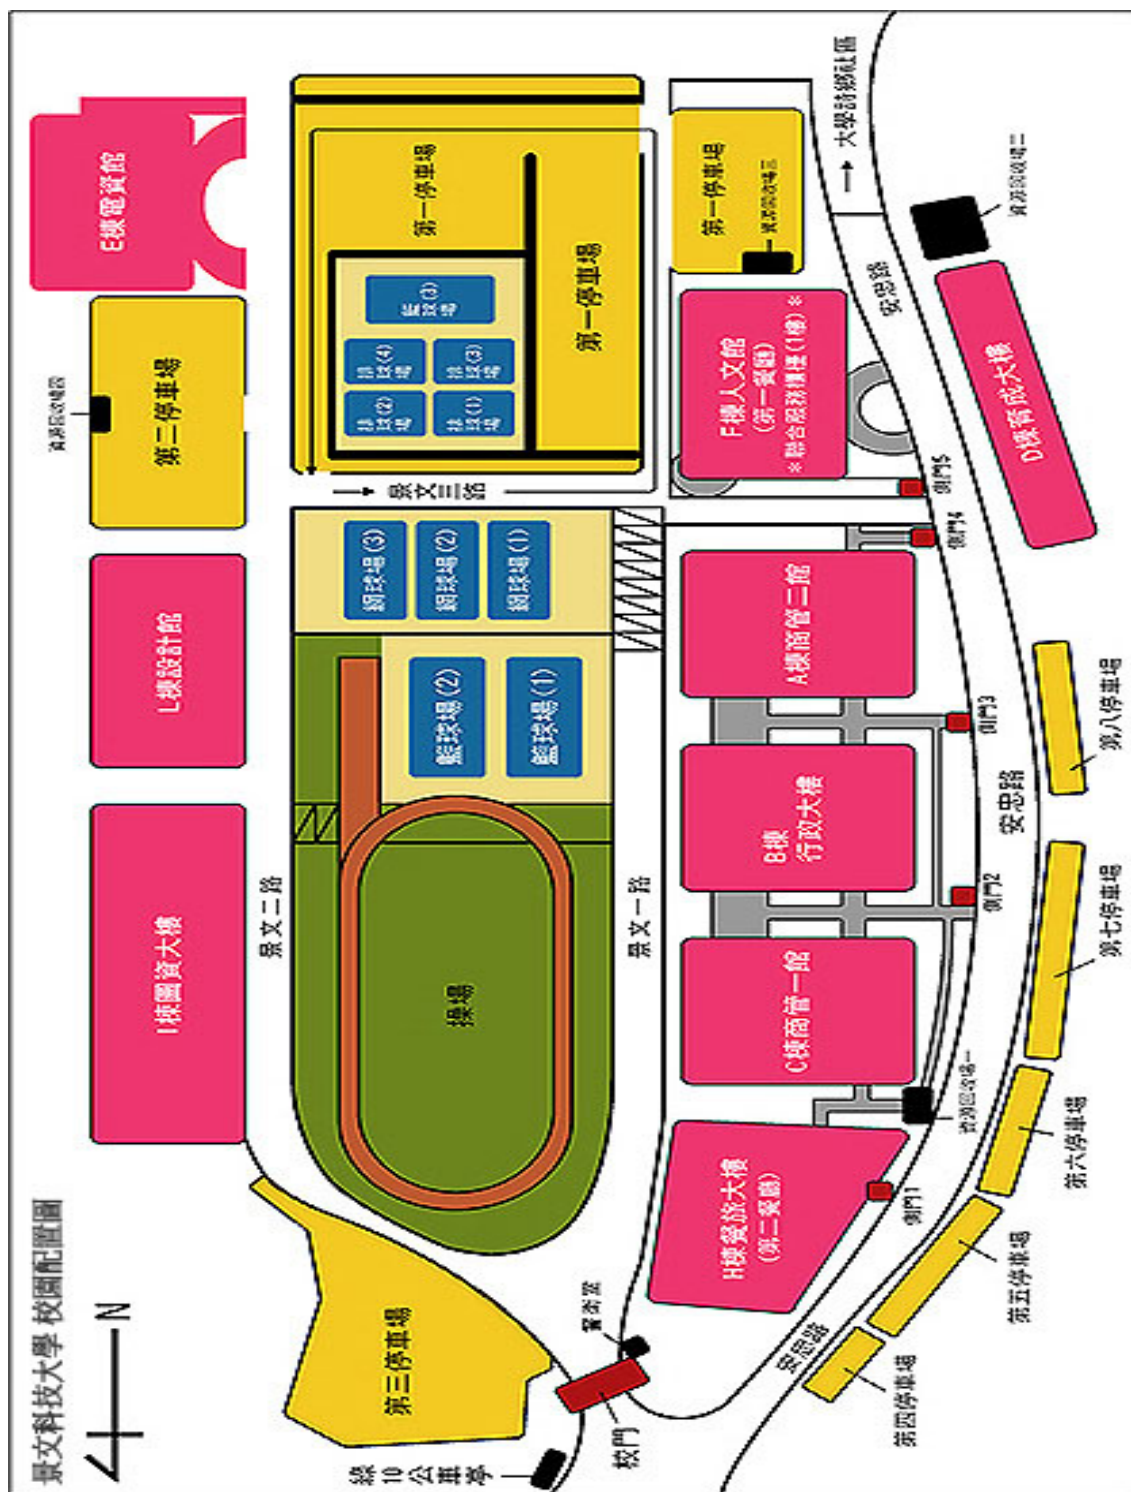 景文科技大學 校園配置圖
N
I棟圖資大樓
L棟設計館
第二停車場
資源回收場四
E棟電資館
景文二路
第三停車場
操場
籃球場(2)
籃球場(1)
網球場(3)
網球場(2)
網球場(1)
景文三路
第一停車場
籃球場(3)
排球場(4)
排球場(3)
排球場(2)
排球場(1)
第一停車場
景文一路
綠10公車亭
校門
警衛室
H棟餐旅大樓
(第二餐廳)
C棟商管一館
B棟
行政大樓
A棟商管二館
F棟人文館
(第一餐廳)
*聯合服務櫃檯(1樓)*
第一停車場
資源回收場三
側門1
資源回收場一
側門2
側門3
側門4
側門5
安思路
安思路
安思路
大學詩鄉社區
第四停車場
第五停車場
第六停車場
第七停車場
第八停車場
D棟育成大樓
資源回收場二